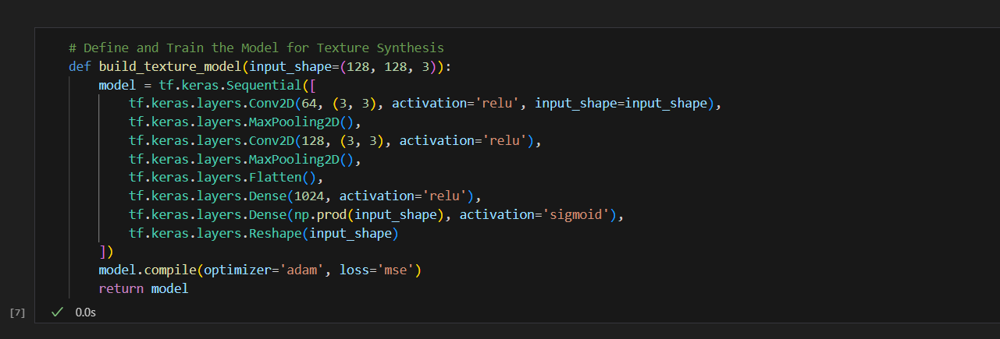 # Define and Train the Model for Texture Synthesis
def build_texture_model(input_shape=(128, 128, 3)):
    model = tf.keras.Sequential([
        tf.keras.layers.Conv2D(64, (3, 3), activation='relu', input_shape=input_shape),
        tf.keras.layers.MaxPooling2D(),
        tf.keras.layers.Conv2D(128, (3, 3), activation='relu'),
        tf.keras.layers.MaxPooling2D(),
        tf.keras.layers.Flatten(),
        tf.keras.layers.Dense(1024, activation='relu'),
        tf.keras.layers.Dense(np.prod(input_shape), activation='sigmoid'),
        tf.keras.layers.Reshape(input_shape)
    ])
    model.compile(optimizer='adam', loss='mse')
    return model
[7] ✓ 0.0s